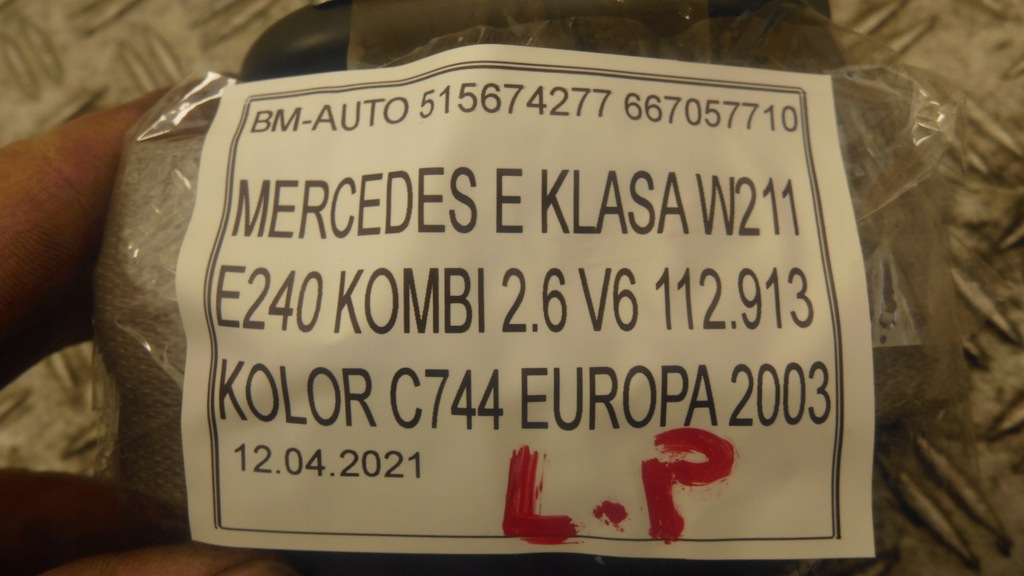 BM-AUTO 515674277 667057710
MERCEDES E KLASA W211
E240 KOMBI 2.6 V6 112.913
KOLOR C744 EUROPA 2003
12.04.2021
L.P